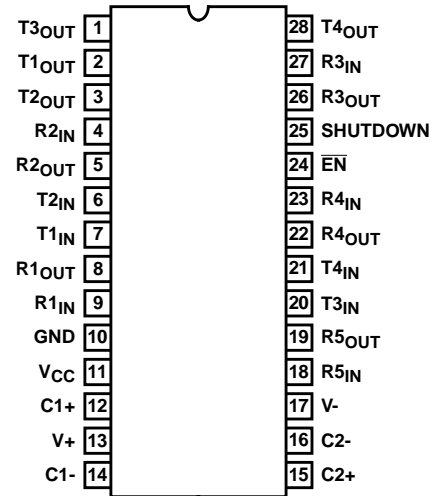 T3OUT 1 28 T4OUT
T1OUT 2 27 R3IN
T2OUT 3 26 R3OUT
R2IN 4 25 SHUTDOWN
R2OUT 5 24 E̅N̅
T2IN 6 23 R4IN
T1IN 7 22 R4OUT
R1OUT 8 21 T4IN
R1IN 9 20 T3IN
GND 10 19 R5OUT
VCC 11 18 R5IN
C1+ 12 17 V-
V+ 13 16 C2-
C1- 14 15 C2+